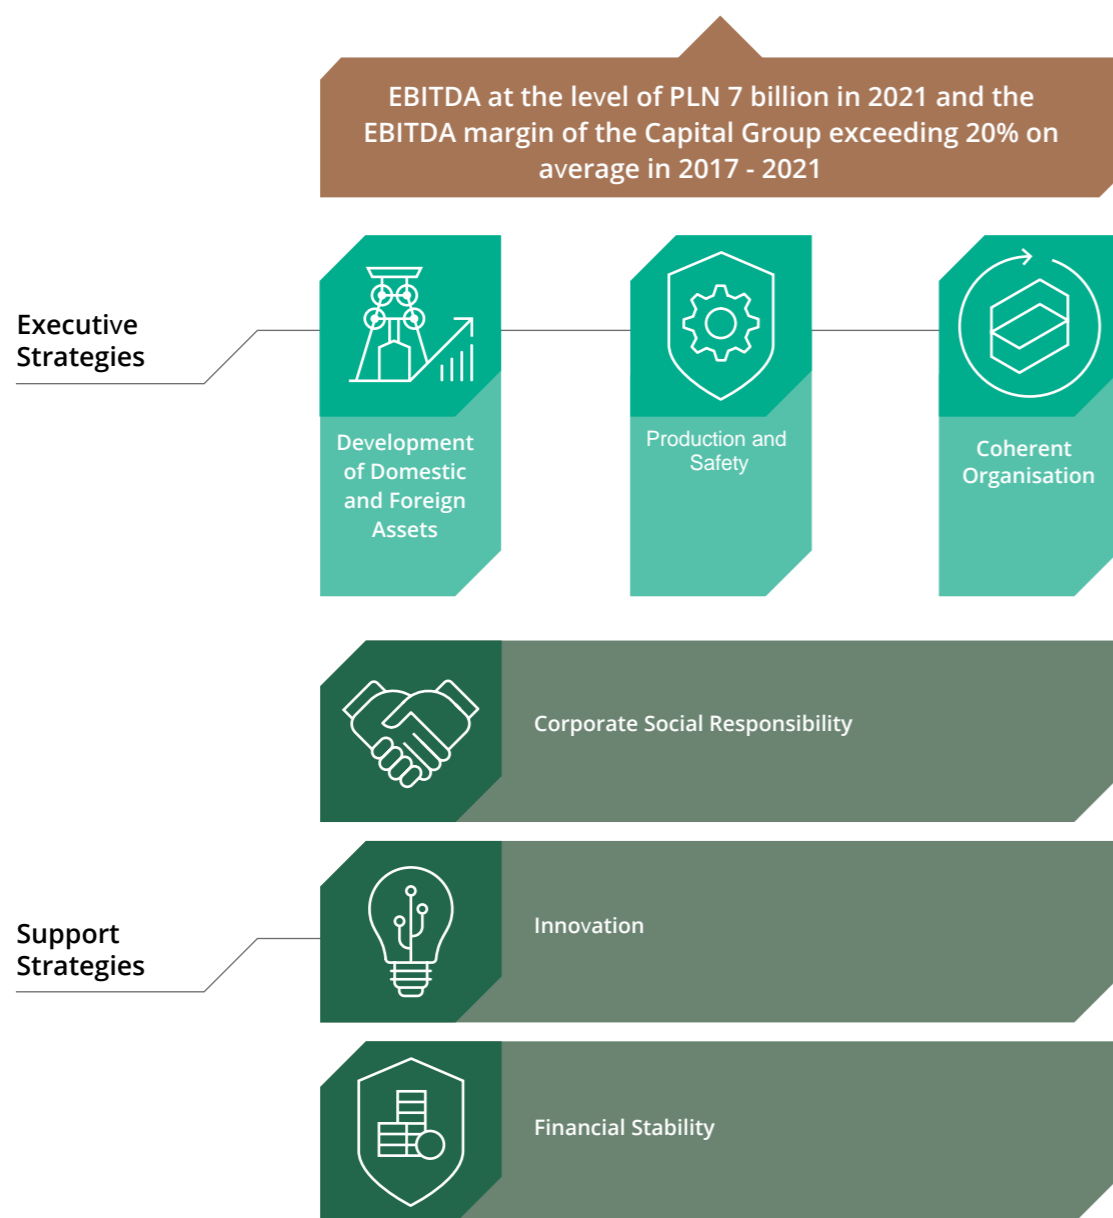 EBITDA at the level of PLN 7 billion in 2021 and the
EBITDA margin of the Capital Group exceeding 20% on
average in 2017 - 2021
Executive
Strategies
Development
of Domestic
and Foreign
Assets
Production and
Safety
Coherent
Organisation
Corporate Social Responsibility
Support
Strategies
Innovation
Financial Stability